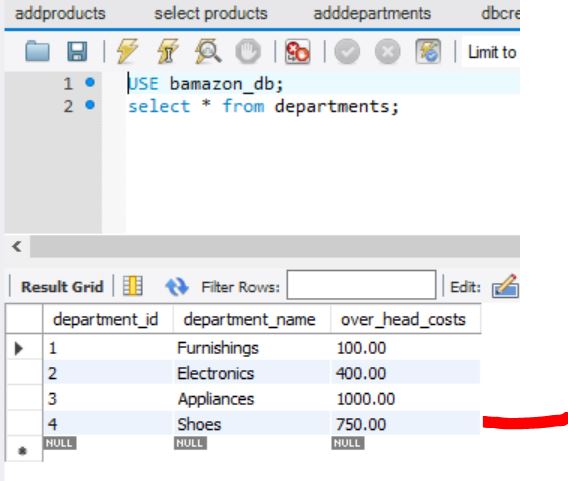 addproducts select products adddepartments dbcre
Limit to
1 USE bamazon_db;
2 select * from departments;
Result Grid Filter Rows: Edit:
department_id department_name over_head_costs
1 Furnishings 100.00
2 Electronics 400.00
3 Appliances 1000.00
4 Shoes 750.00
NULL NULL NULL